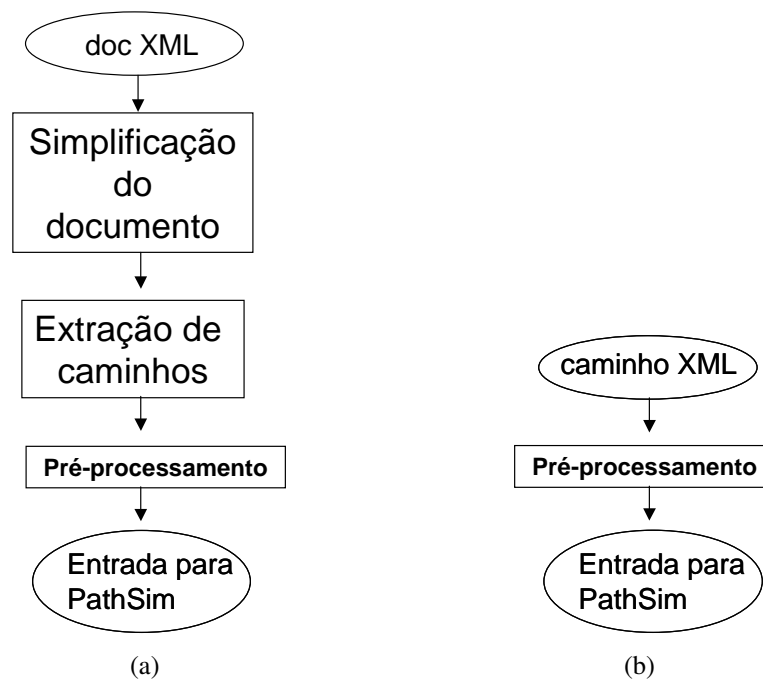 doc XML
Simplificação
do
documento
Extração de
caminhos
Pré-processamento
Entrada para
PathSim
(a)
caminho XML
Pré-processamento
Entrada para
PathSim
(b)